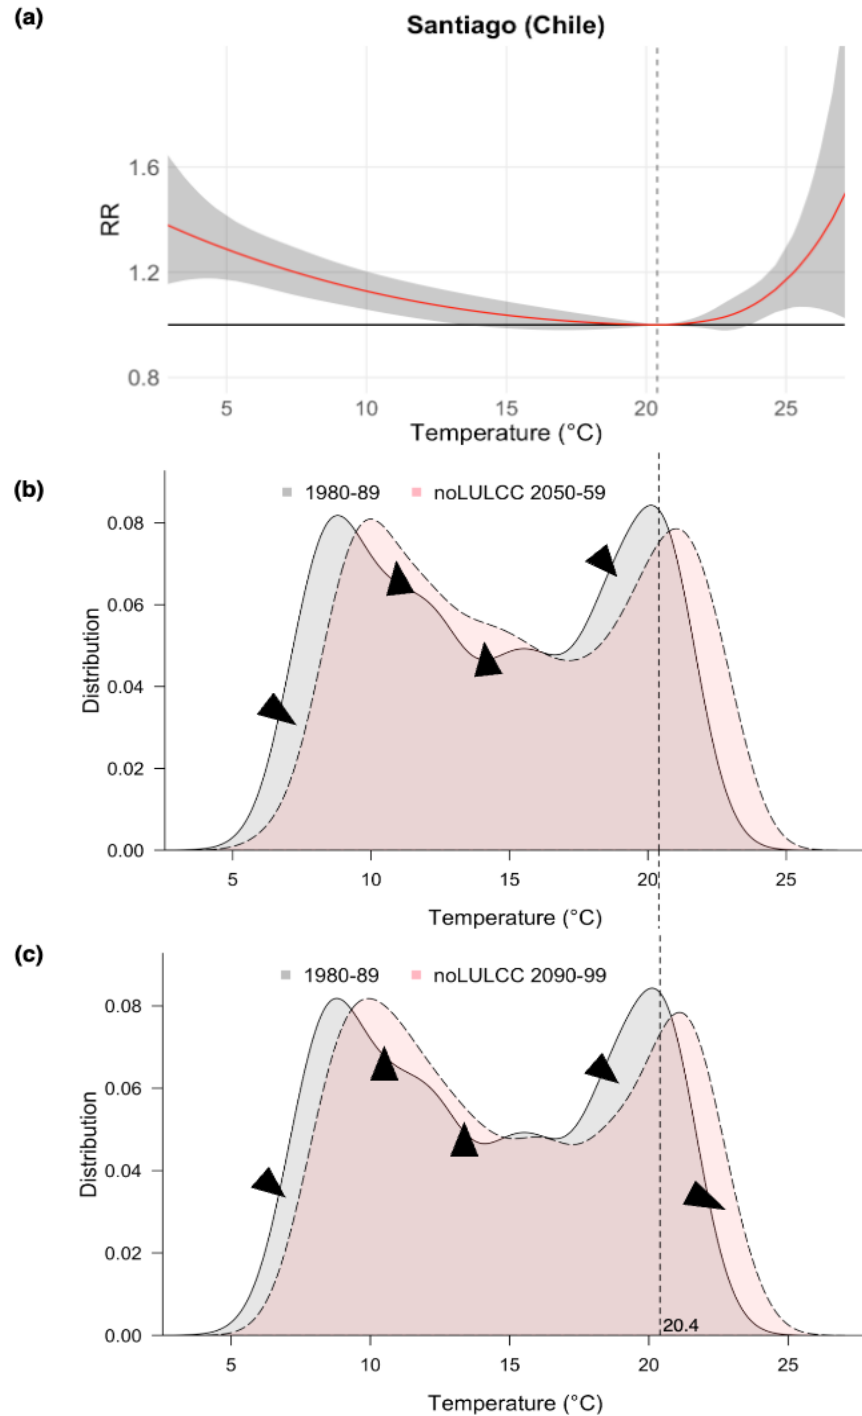 (a)
Santiago (Chile)
RR
1.6
1.2
0.8
5 10 15 20 25
Temperature (°C)
(b)
1980-89 noLULCC 2050-59
Distribution
0.08
0.06
0.04
0.02
0.00
5 10 15 20 25
Temperature (°C)
(c)
1980-89 noLULCC 2090-99
Distribution
0.08
0.06
0.04
0.02
0.00
20.4
5 10 15 20 25
Temperature (°C)